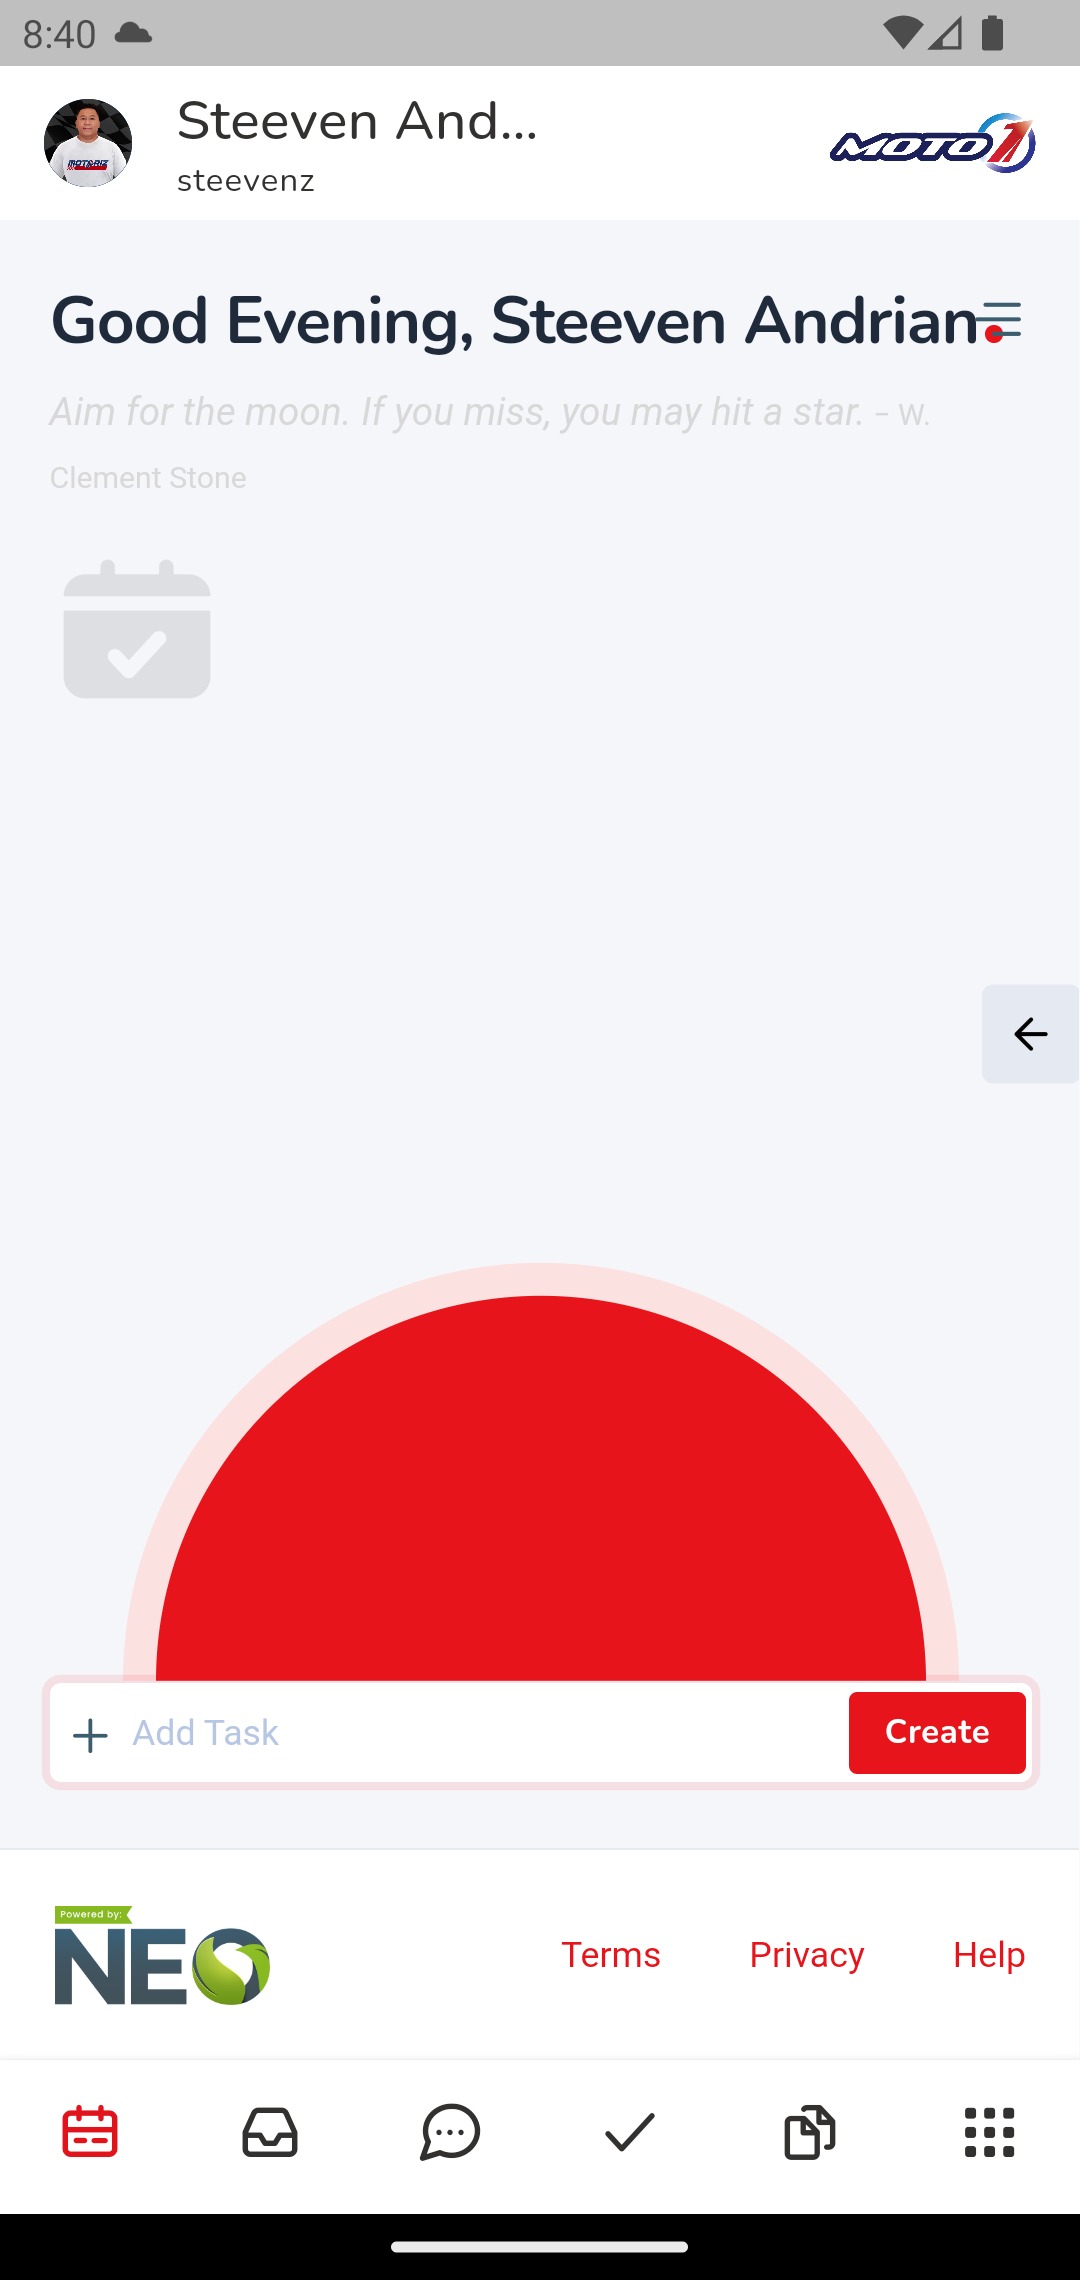 8:40
Steeven And...
steevenz
MOTO1
Good Evening, Steeven Andrian
Aim for the moon. If you miss, you may hit a star. – W.
Clement Stone
Add Task
Create
Powered by:
NEO
Terms
Privacy
Help